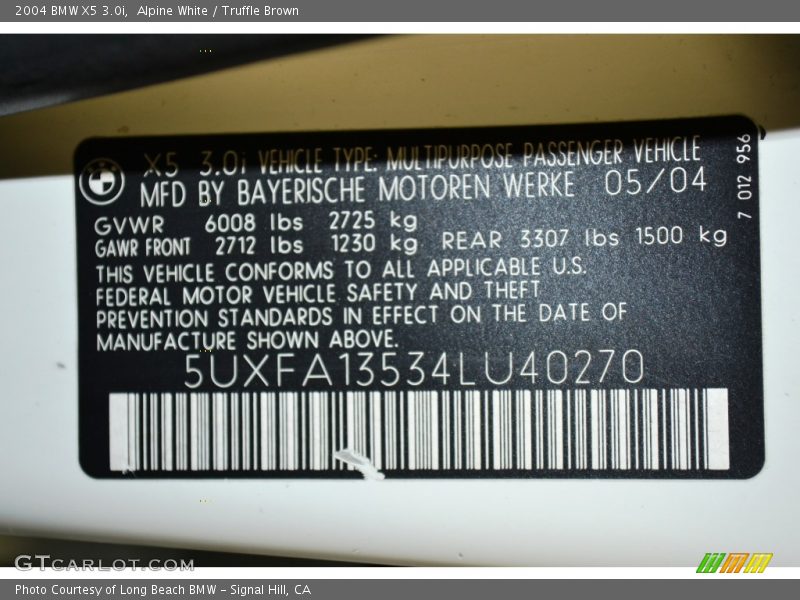 2004 BMW X5 3.0i,  Alpine White / Truffle Brown
X5 3.0i VEHICLE TYPE: MULTIPURPOSE PASSENGER VEHICLE
MFD BY BAYERISCHE MOTOREN WERKE 05/04
7 012 956
GVWR 6008 lbs 2725 kg
GAWR FRONT 2712 lbs 1230 kg REAR 3307 lbs 1500 kg
THIS VEHICLE CONFORMS TO ALL APPLICABLE U.S.
FEDERAL MOTOR VEHICLE SAFETY AND THEFT
PREVENTION STANDARDS IN EFFECT ON THE DATE OF
MANUFACTURE SHOWN ABOVE.
5UXFA13534LU40270
GTCARLOT.COM
Photo Courtesy of Long Beach BMW - Signal Hill, CA